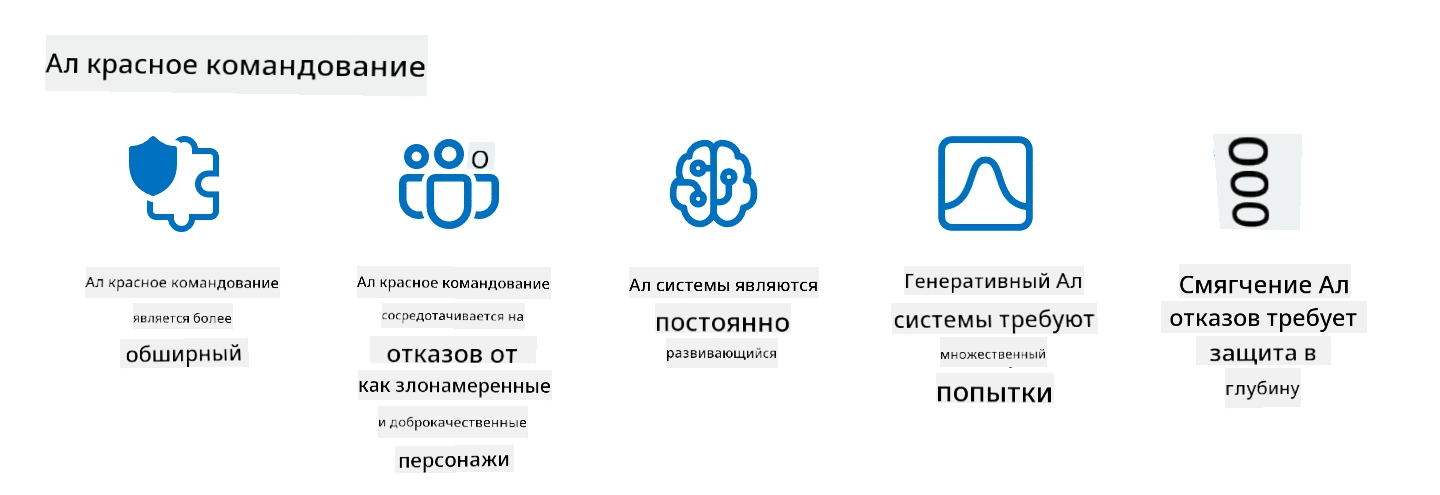 Ал красное командование
о
000
Ал красное командование
является более
обширный
Ал красное командование
сосредотачивается на
отказов от
как злонамеренные
и доброкачественные
персонажи
Ал системы являются
постоянно
развивающийся
Генеративный Ал
системы требуют
множественный
попытки
Смягчение Ал
отказов требует
защита в
глубину